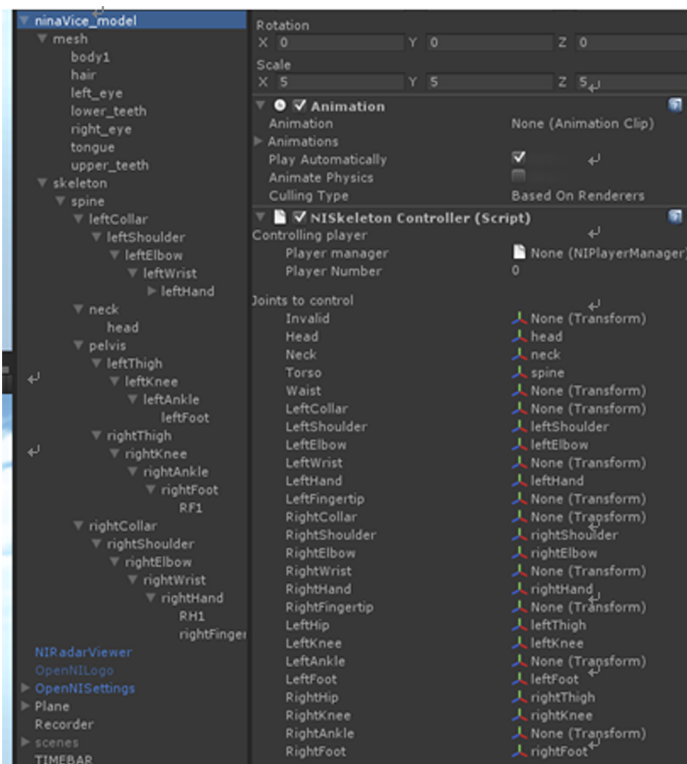 ninaVice_model
mesh
body1
hair
left_eye
lower_teeth
right_eye
tongue
upper_teeth
skeleton
spine
leftCollar
leftShoulder
leftElbow
leftWrist
leftHand
neck
head
pelvis
leftThigh
leftKnee
leftAnkle
leftFoot
rightThigh
rightKnee
rightAnkle
rightFoot
RF1
rightCollar
rightShoulder
rightElbow
rightWrist
rightHand
RH1
rightFinger
NIRadarViewer
OpenNILogo
OpenNISettings
Plane
Recorder
scenes
TIMEBAR
Rotation
X 0 Y 0 Z 0
Scale
X 5 Y 5 Z 5
Animation
Animation None (Animation Clip)
Animations
Play Automatically
Animate Physics
Culling Type Based On Renderers
NISkeleton Controller (Script)
Controlling player
Player manager None (NIPlayerManager)
Player Number 0
Joints to control
Invalid None (Transform)
Head head
Neck neck
Torso spine
Waist None (Transform)
LeftCollar None (Transform)
LeftShoulder leftShoulder
LeftElbow leftElbow
LeftWrist None (Transform)
LeftHand leftHand
LeftFingertip None (Transform)
RightCollar None (Transform)
RightShoulder rightShoulder
RightElbow rightElbow
RightWrist None (Transform)
RightHand rightHand
RightFingertip None (Transform)
LeftHip leftThigh
LeftKnee leftKnee
LeftAnkle None (Transform)
LeftFoot leftFoot
RightHip rightThigh
RightKnee rightKnee
RightAnkle None (Transform)
RightFoot rightFoot